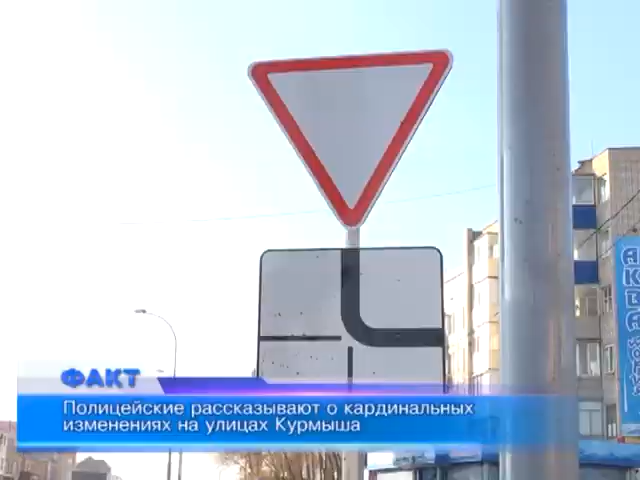 ФАКТ
Полицейские рассказывают о кардинальных
изменениях на улицах Курмыша